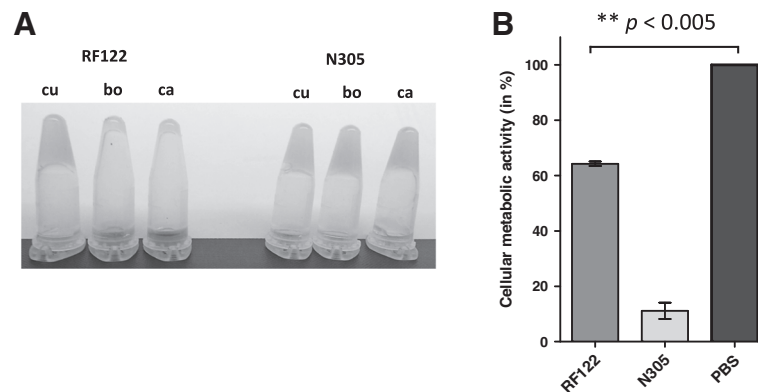 A
RF122
N305
cu bo ca
cu bo ca
B
** p < 0.005
Cellular metabolic activity (in %)
100
80
60
40
20
0
RF122
N305
PBS